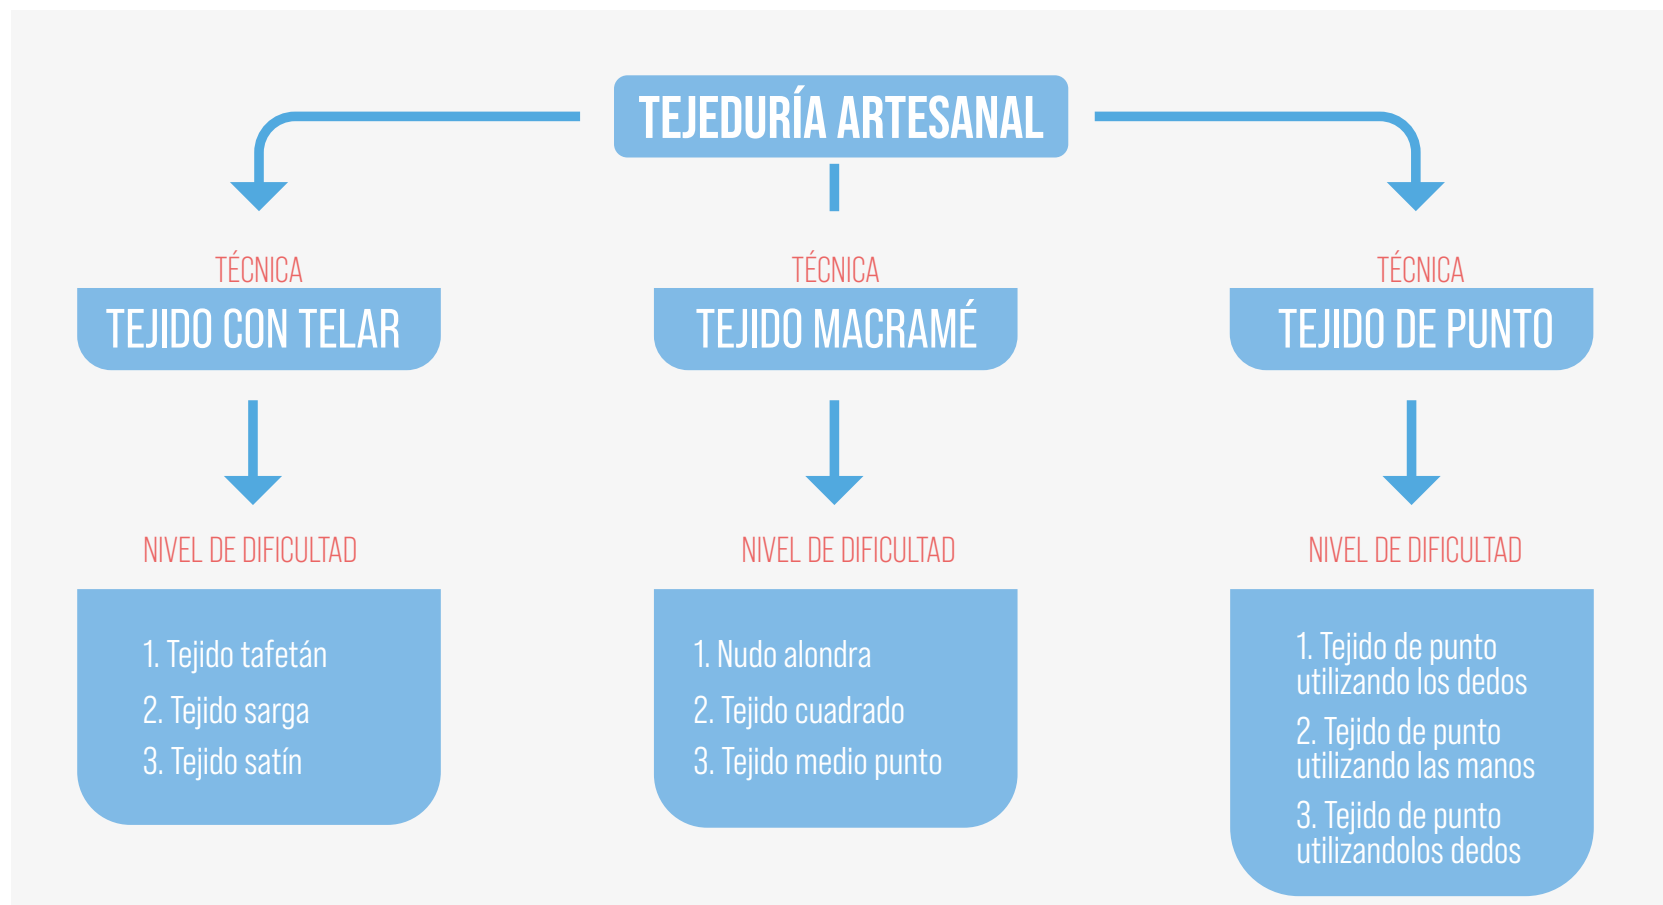 TEJEDURÍA ARTESANAL
TÉCNICA
TEJIDO CON TELAR
NIVEL DE DIFICULTAD
1. Tejido tafetán
2. Tejido sarga
3. Tejido satín
TÉCNICA
TEJIDO MACRAMÉ
NIVEL DE DIFICULTAD
1. Nudo alondra
2. Tejido cuadrado
3. Tejido medio punto
TÉCNICA
TEJIDO DE PUNTO
NIVEL DE DIFICULTAD
1. Tejido de punto
utilizando los dedos
2. Tejido de punto
utilizando las manos
3. Tejido de punto
utilizandolos dedos